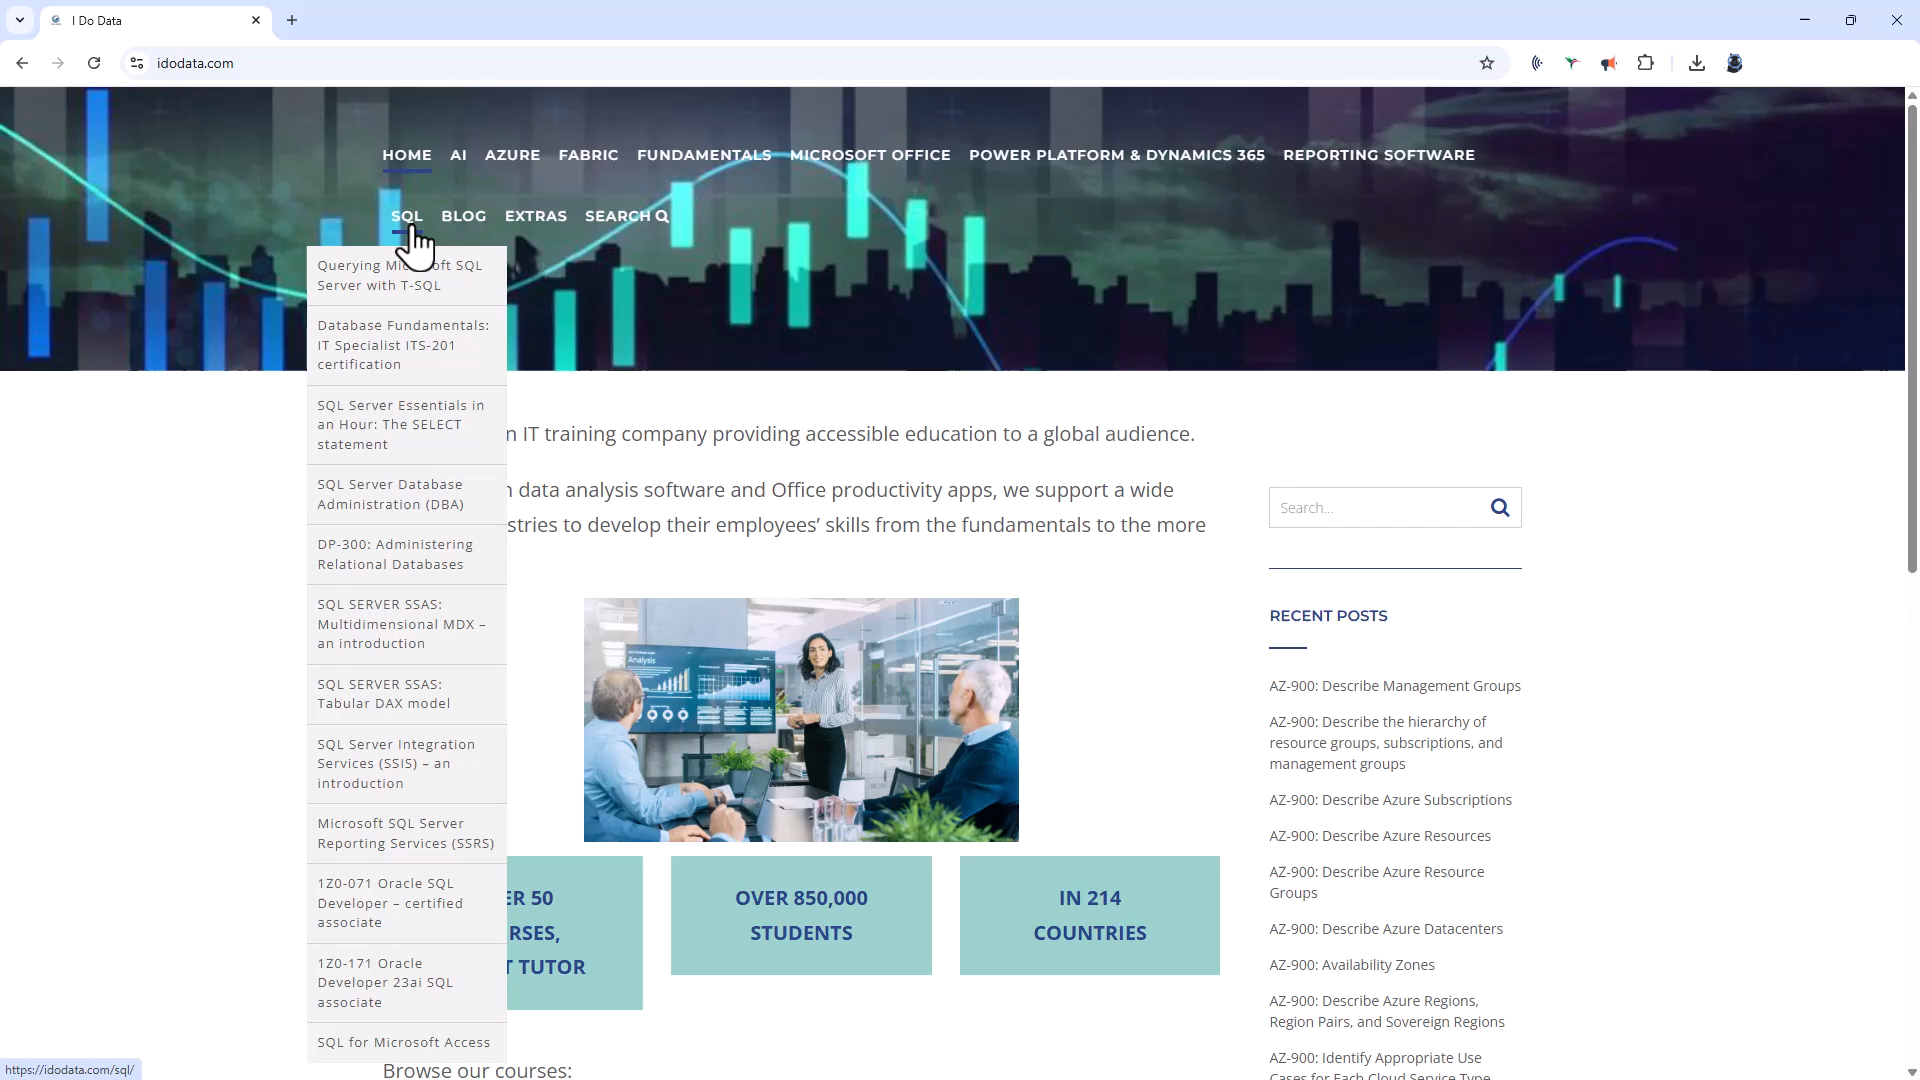 I Do Data
idodata.com
HOME AI AZURE FABRIC FUNDAMENTALS MICROSOFT OFFICE POWER PLATFORM & DYNAMICS 365 REPORTING SOFTWARE
SQL BLOG EXTRAS SEARCH
Querying Mic oft SQL
Server with T-SQL
Database Fundamentals:
IT Specialist ITS-201
certification
SQL Server Essentials in
an Hour: The SELECT
statement
SQL Server Database
Administration (DBA)
DP-300: Administering
Relational Databases
SQL SERVER SSAS:
Multidimensional MDX –
an introduction
SQL SERVER SSAS:
Tabular DAX model
SQL Server Integration
Services (SSIS) – an
introduction
Microsoft SQL Server
Reporting Services (SSRS)
1Z0-071 Oracle SQL
Developer – certified
associate
1Z0-171 Oracle
Developer 23ai SQL
associate
SQL for Microsoft Access
n IT training company providing accessible education to a global audience.
data analysis software and Office productivity apps, we support a wide
stries to develop their employees’ skills from the fundamentals to the more
Analysis
ER 50
RSES,
T TUTOR
OVER 850,000
STUDENTS
IN 214
COUNTRIES
Browse our courses:
Search...
RECENT POSTS
AZ-900: Describe Management Groups
AZ-900: Describe the hierarchy of
resource groups, subscriptions, and
management groups
AZ-900: Describe Azure Subscriptions
AZ-900: Describe Azure Resources
AZ-900: Describe Azure Resource
Groups
AZ-900: Describe Azure Datacenters
AZ-900: Availability Zones
AZ-900: Describe Azure Regions,
Region Pairs, and Sovereign Regions
AZ-900: Identify Appropriate Use
Cases for Each Cloud Service Type
https://idodata.com/sql/